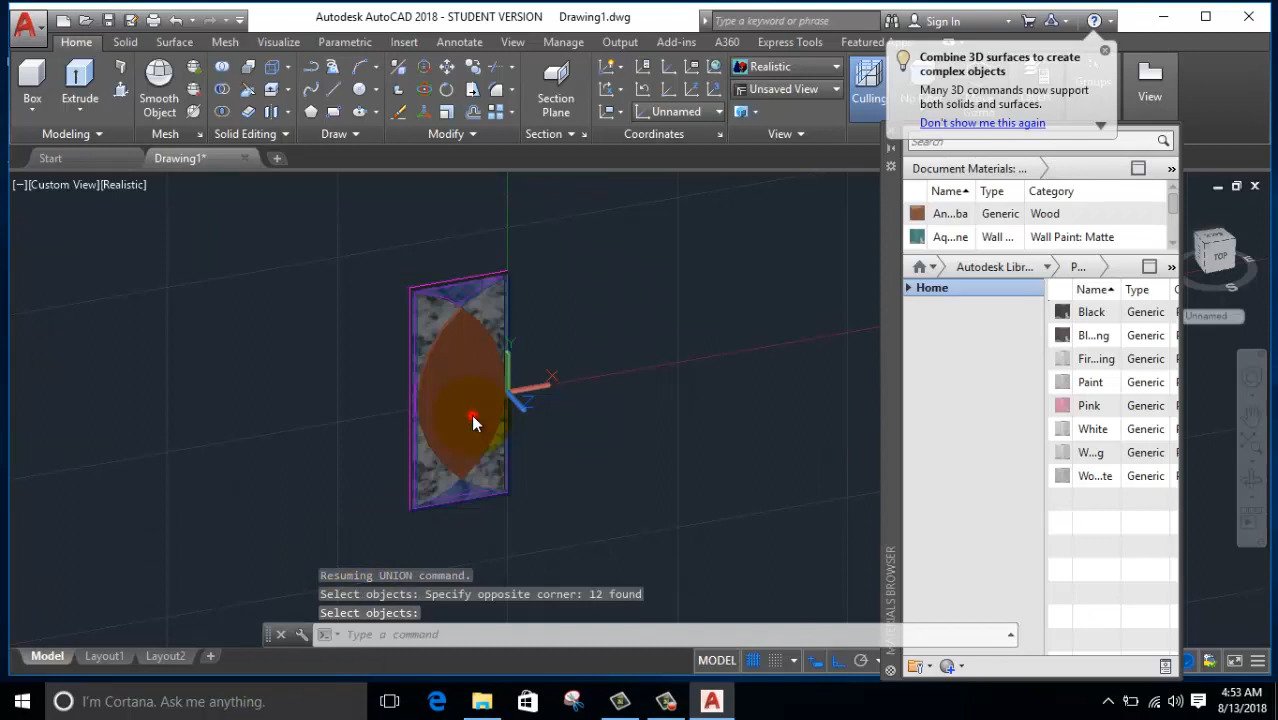 Autodesk AutoCAD 2018 - STUDENT VERSION Drawing1.dwg
Type a keyword or phrase
Sign In
Home Solid Surface Mesh Visualize Parametric Insert Annotate View Manage Output Add-ins A360 Express Tools Featured Apps
Box
Extrude
Smooth Object
Section Plane
Realistic
Unsaved View
Unnamed
Culling
Groups
View
Modeling
Mesh
Solid Editing
Draw
Modify
Section
Coordinates
View
Combine 3D surfaces to create
complex objects
Many 3D commands now support
both solids and surfaces.
Don't show me this again
Start
Drawing1*
[−][Custom View][Realistic]
Search
Document Materials: ...
Name Type Category
An...ba Generic Wood
Aq...ne Wall ... Wall Paint: Matte
Autodesk Libr...
P...
Home
Name Type
Black Generic
Bl...ng Generic
Fir...ing Generic
Paint Generic
Pink Generic
White Generic
W...g Generic
Wo...te Generic
MATERIALS BROWSER
TOP
E
S
Unnamed
Y
X
Z
Resuming UNION command.
Select objects: Specify opposite corner: 12 found
Select objects:
Type a command
Model Layout1 Layout2
MODEL
I'm Cortana. Ask me anything.
4:53 AM
8/13/2018